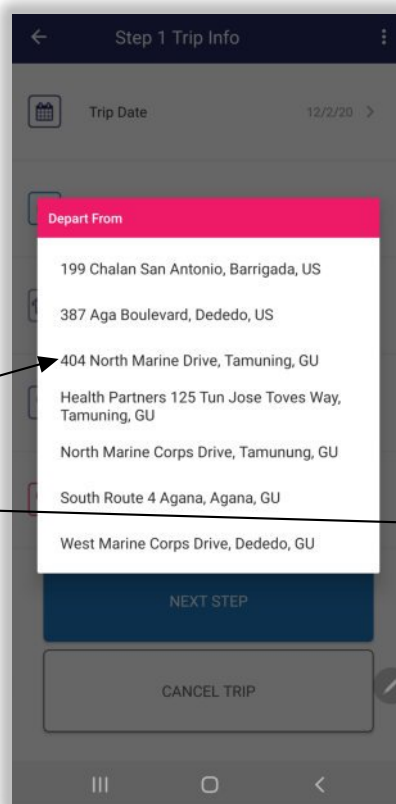 Step 1 Trip Info
Trip Date 12/2/20
Depart From
199 Chalan San Antonio, Barrigada, US
387 Aga Boulevard, Dededo, US
404 North Marine Drive, Tamuning, GU
Health Partners 125 Tun Jose Toves Way,
Tamuning, GU
North Marine Corps Drive, Tamunung, GU
South Route 4 Agana, Agana, GU
West Marine Corps Drive, Dededo, GU
NEXT STEP
CANCEL TRIP